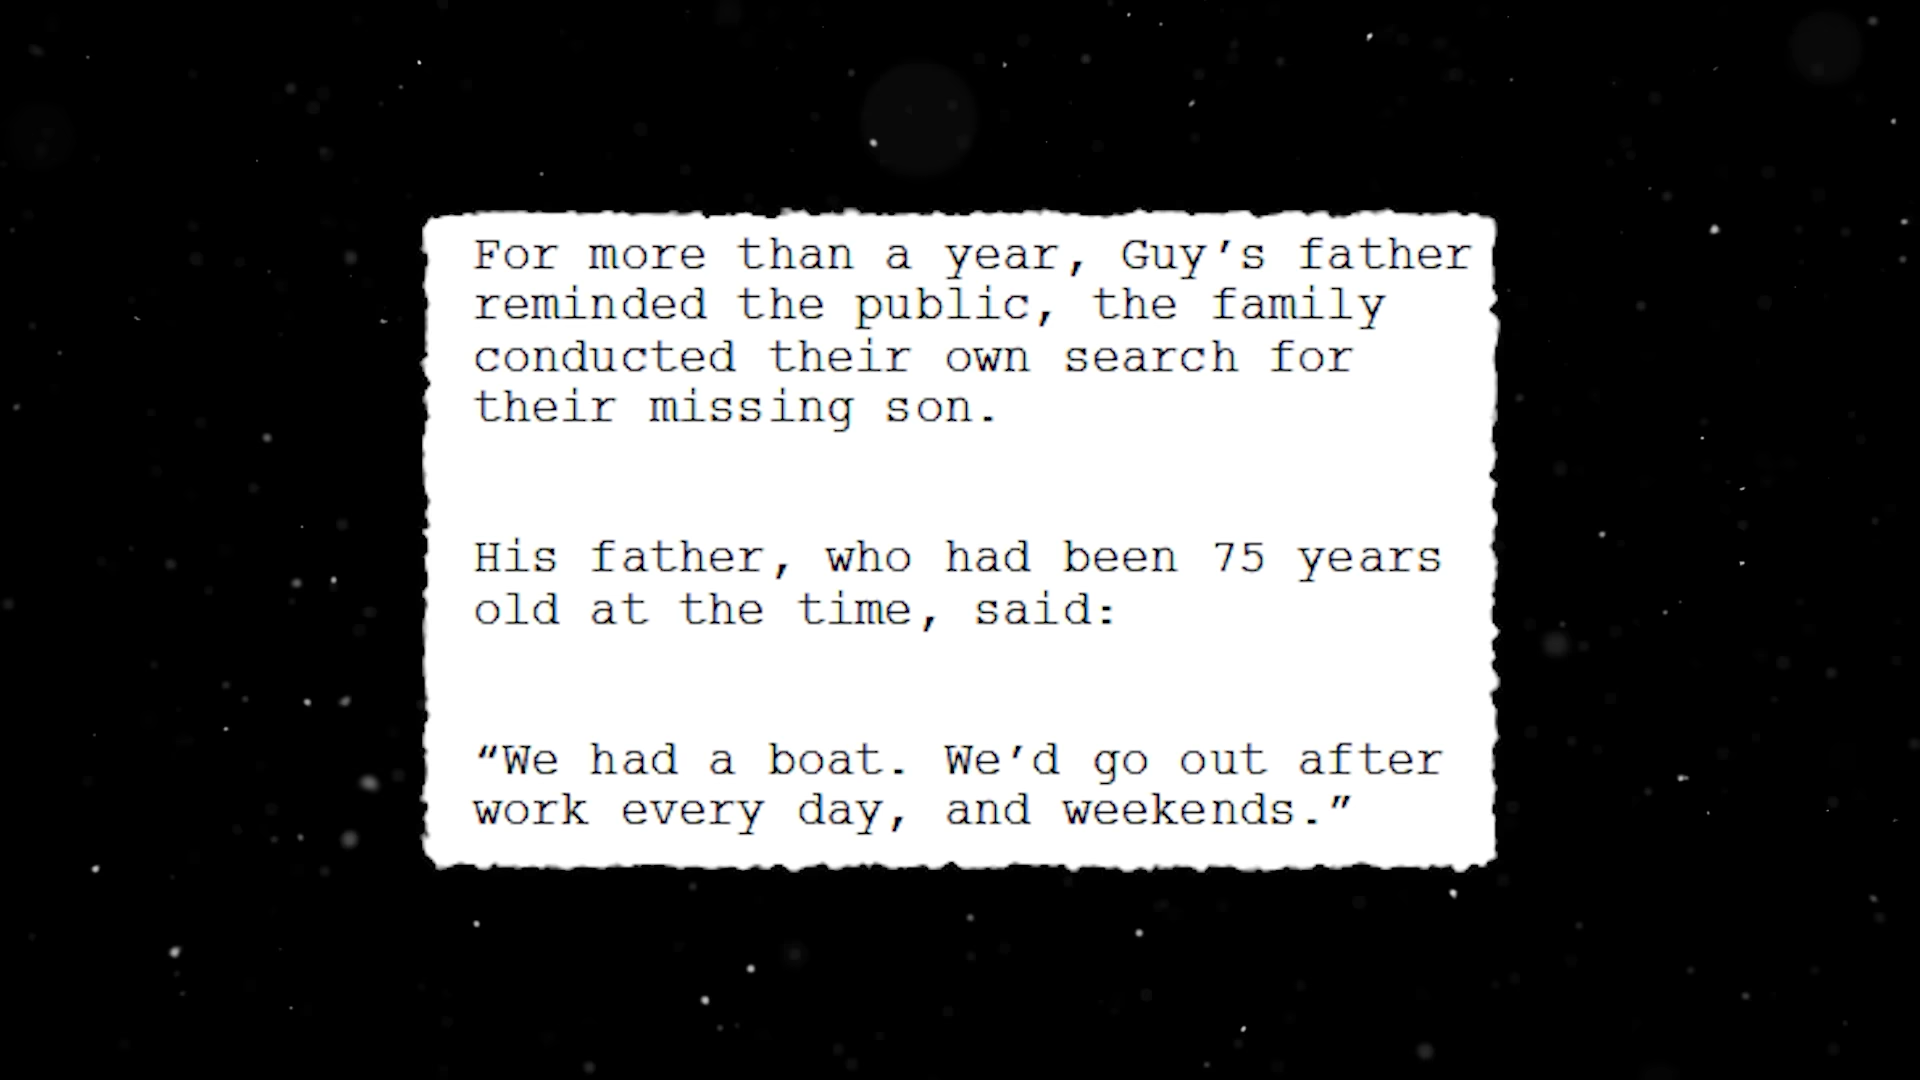 For more than a year, Guy’s father
reminded the public, the family
conducted their own search for
their missing son.
His father, who had been 75 years
old at the time, said:
“We had a boat. We’d go out after
work every day, and weekends.”